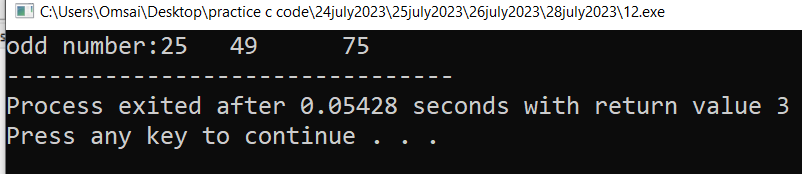 C:\Users\Omsai\Desktop\practice c code\24july2023\25july2023\26july2023\28july2023\12.exe
odd number:25   49      75
--------------------------------
Process exited after 0.05428 seconds with return value 3
Press any key to continue . . .